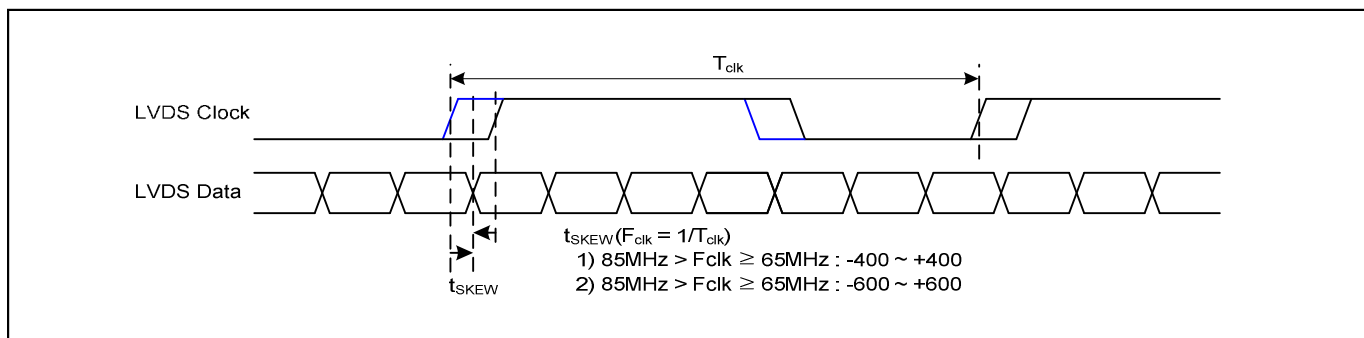 Tclk
LVDS Clock
LVDS Data
tSKEW(Fclk = 1/Tclk)
1) 85MHz > Fclk ≥ 65MHz : -400 ~ +400
tSKEW
2) 85MHz > Fclk ≥ 65MHz : -600 ~ +600